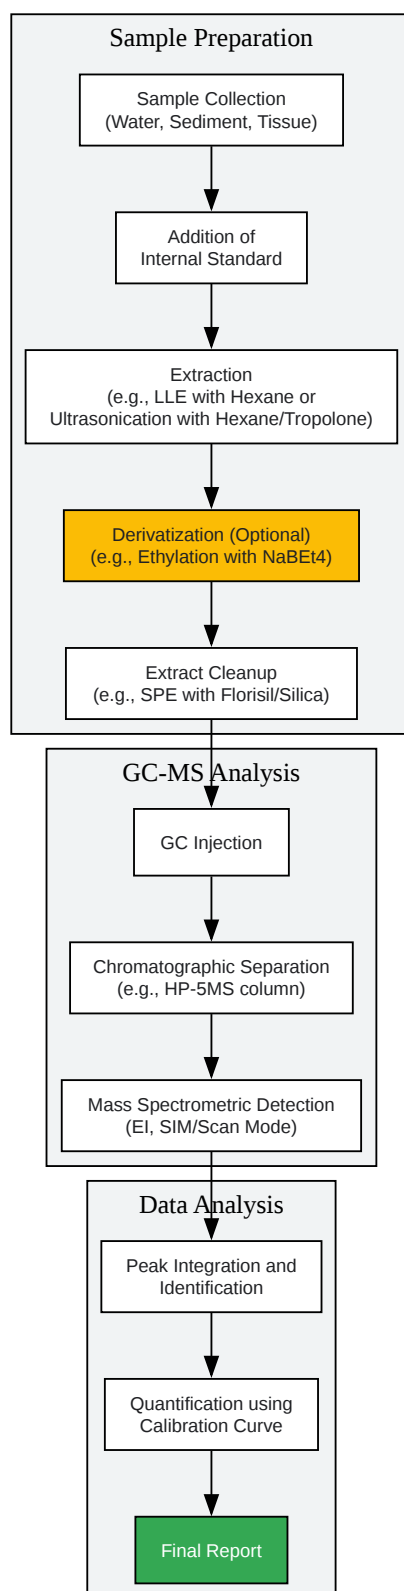 Sample Preparation
Sample Collection
(Water, Sediment, Tissue)
Addition of
Internal Standard
Extraction
(e.g., LLE with Hexane or
Ultrasonication with Hexane/Tropolone)
Derivatization (Optional)
(e.g., Ethylation with NaBEt4)
Extract Cleanup
(e.g., SPE with Florisil/Silica)
GC-MS Analysis
GC Injection
Chromatographic Separation
(e.g., HP-5MS column)
Mass Spectrometric Detection
(EI, SIM/Scan Mode)
Data Analysis
Peak Integration and
Identification
Quantification using
Calibration Curve
Final Report